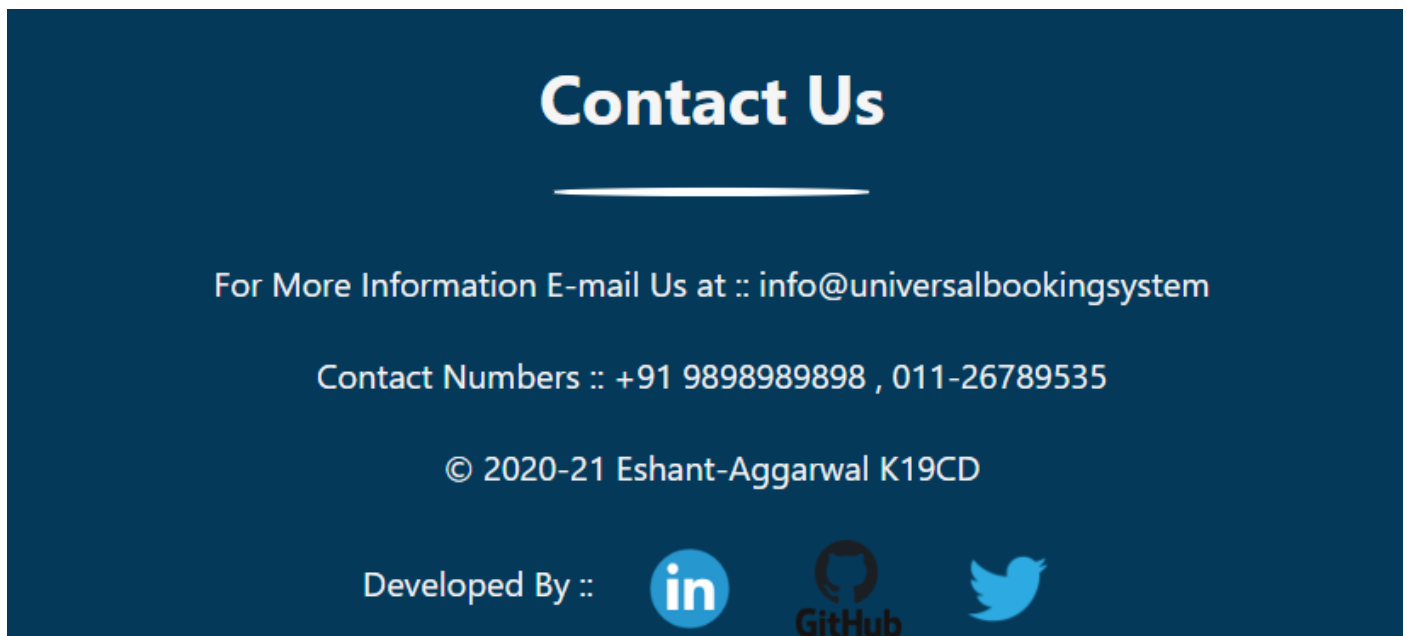 Contact Us
For More Information E-mail Us at :: info@universalbookingsystem
Contact Numbers :: +91 9898989898 , 011-26789535
© 2020-21 Eshant-Aggarwal K19CD
Developed By :: in
GitHub